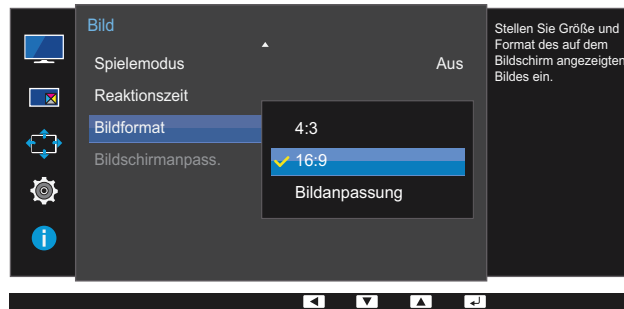 Bild
Spielemodus Aus
Reaktionszeit
Bildformat
Bildschirmanpass.
4:3
16:9
Bildanpassung
Stellen Sie Größe und
Format des auf dem
Bildschirm angezeigten
Bildes ein.